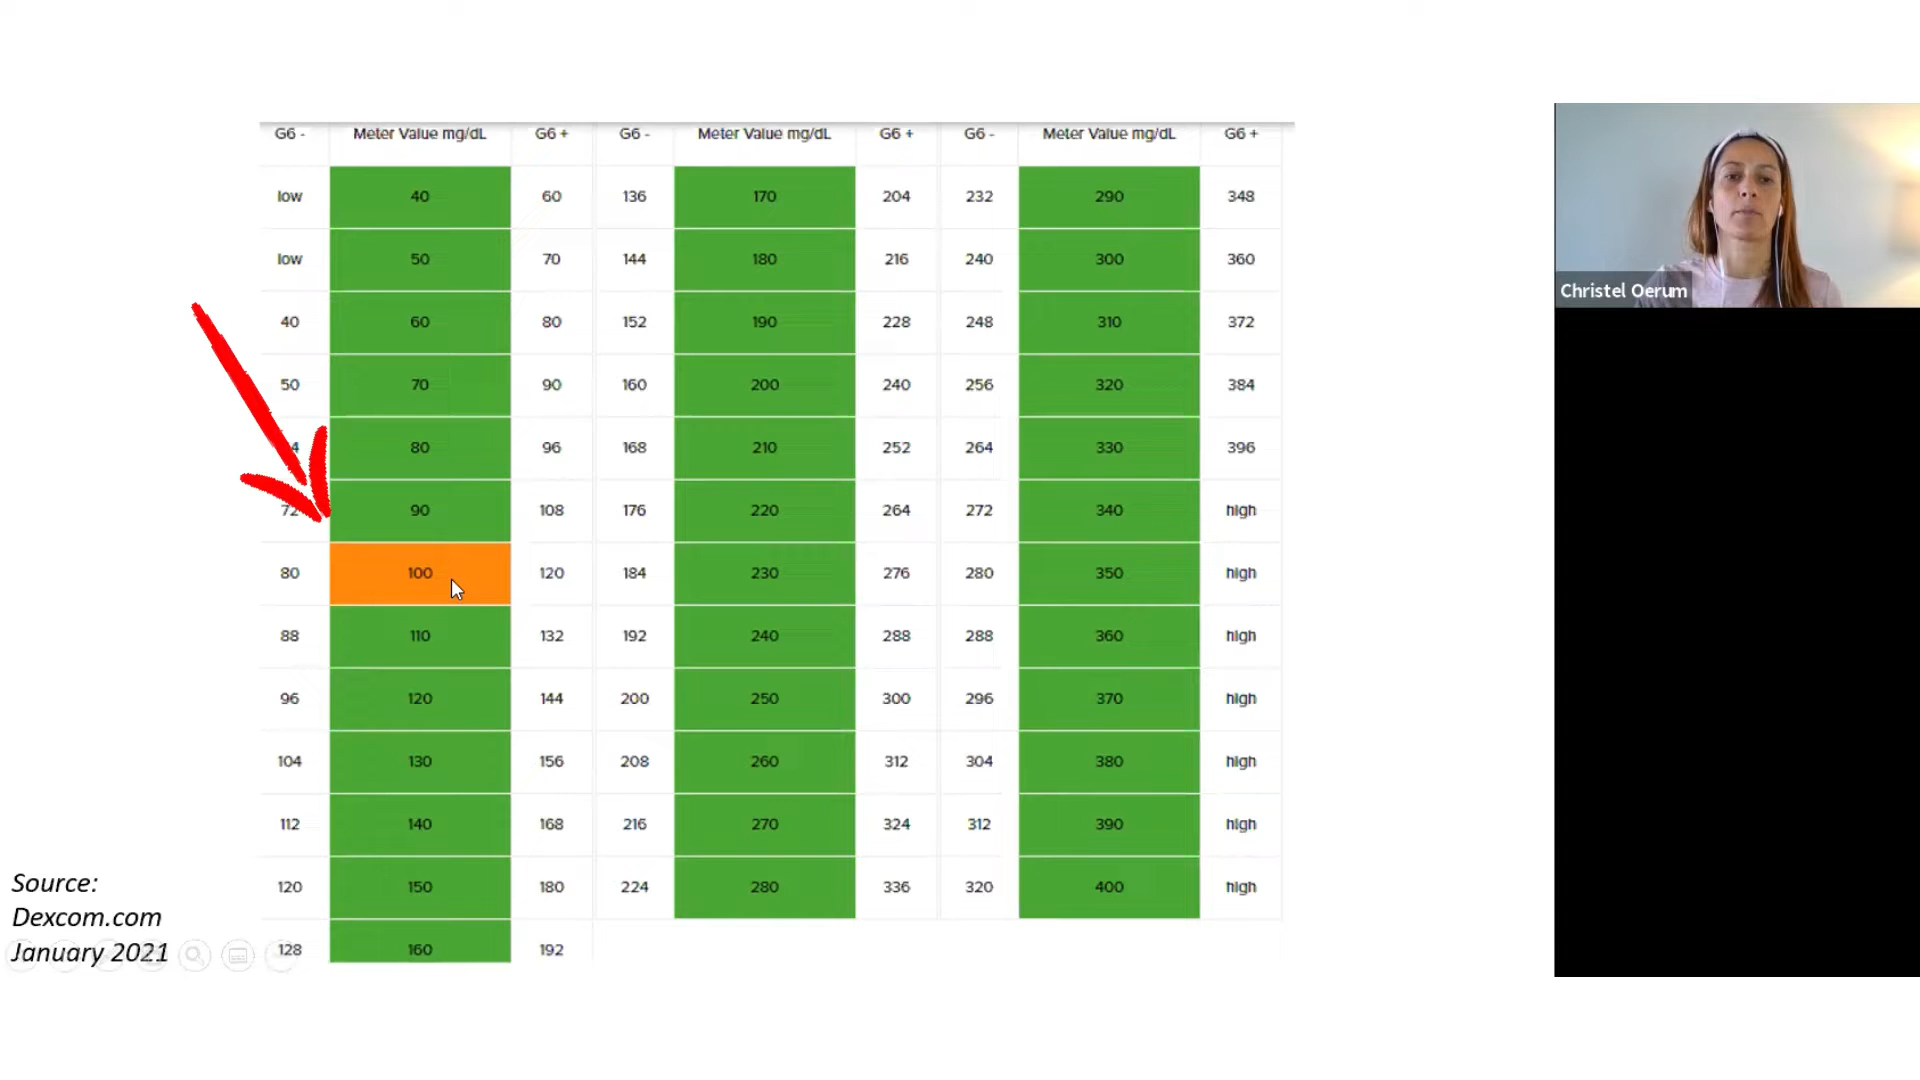 G6 - Meter Value mg/dL G6 + G6 - Meter Value mg/dL G6 + G6 - Meter Value mg/dL G6 +
low 40 60 136 170 204 232 290 348
low 50 70 144 180 216 240 300 360
40 60 80 152 190 228 248 310 372
50 70 90 160 200 240 256 320 384
80 96 168 210 252 264 330 396
72 90 108 176 220 264 272 340 high
80 100 120 184 230 276 280 350 high
88 110 132 192 240 288 288 360 high
96 120 144 200 250 300 296 370 high
104 130 156 208 260 312 304 380 high
112 140 168 216 270 324 312 390 high
120 150 180 224 280 336 320 400 high
128 160 192
Source:
Dexcom.com
January 2021
Christel Oerum